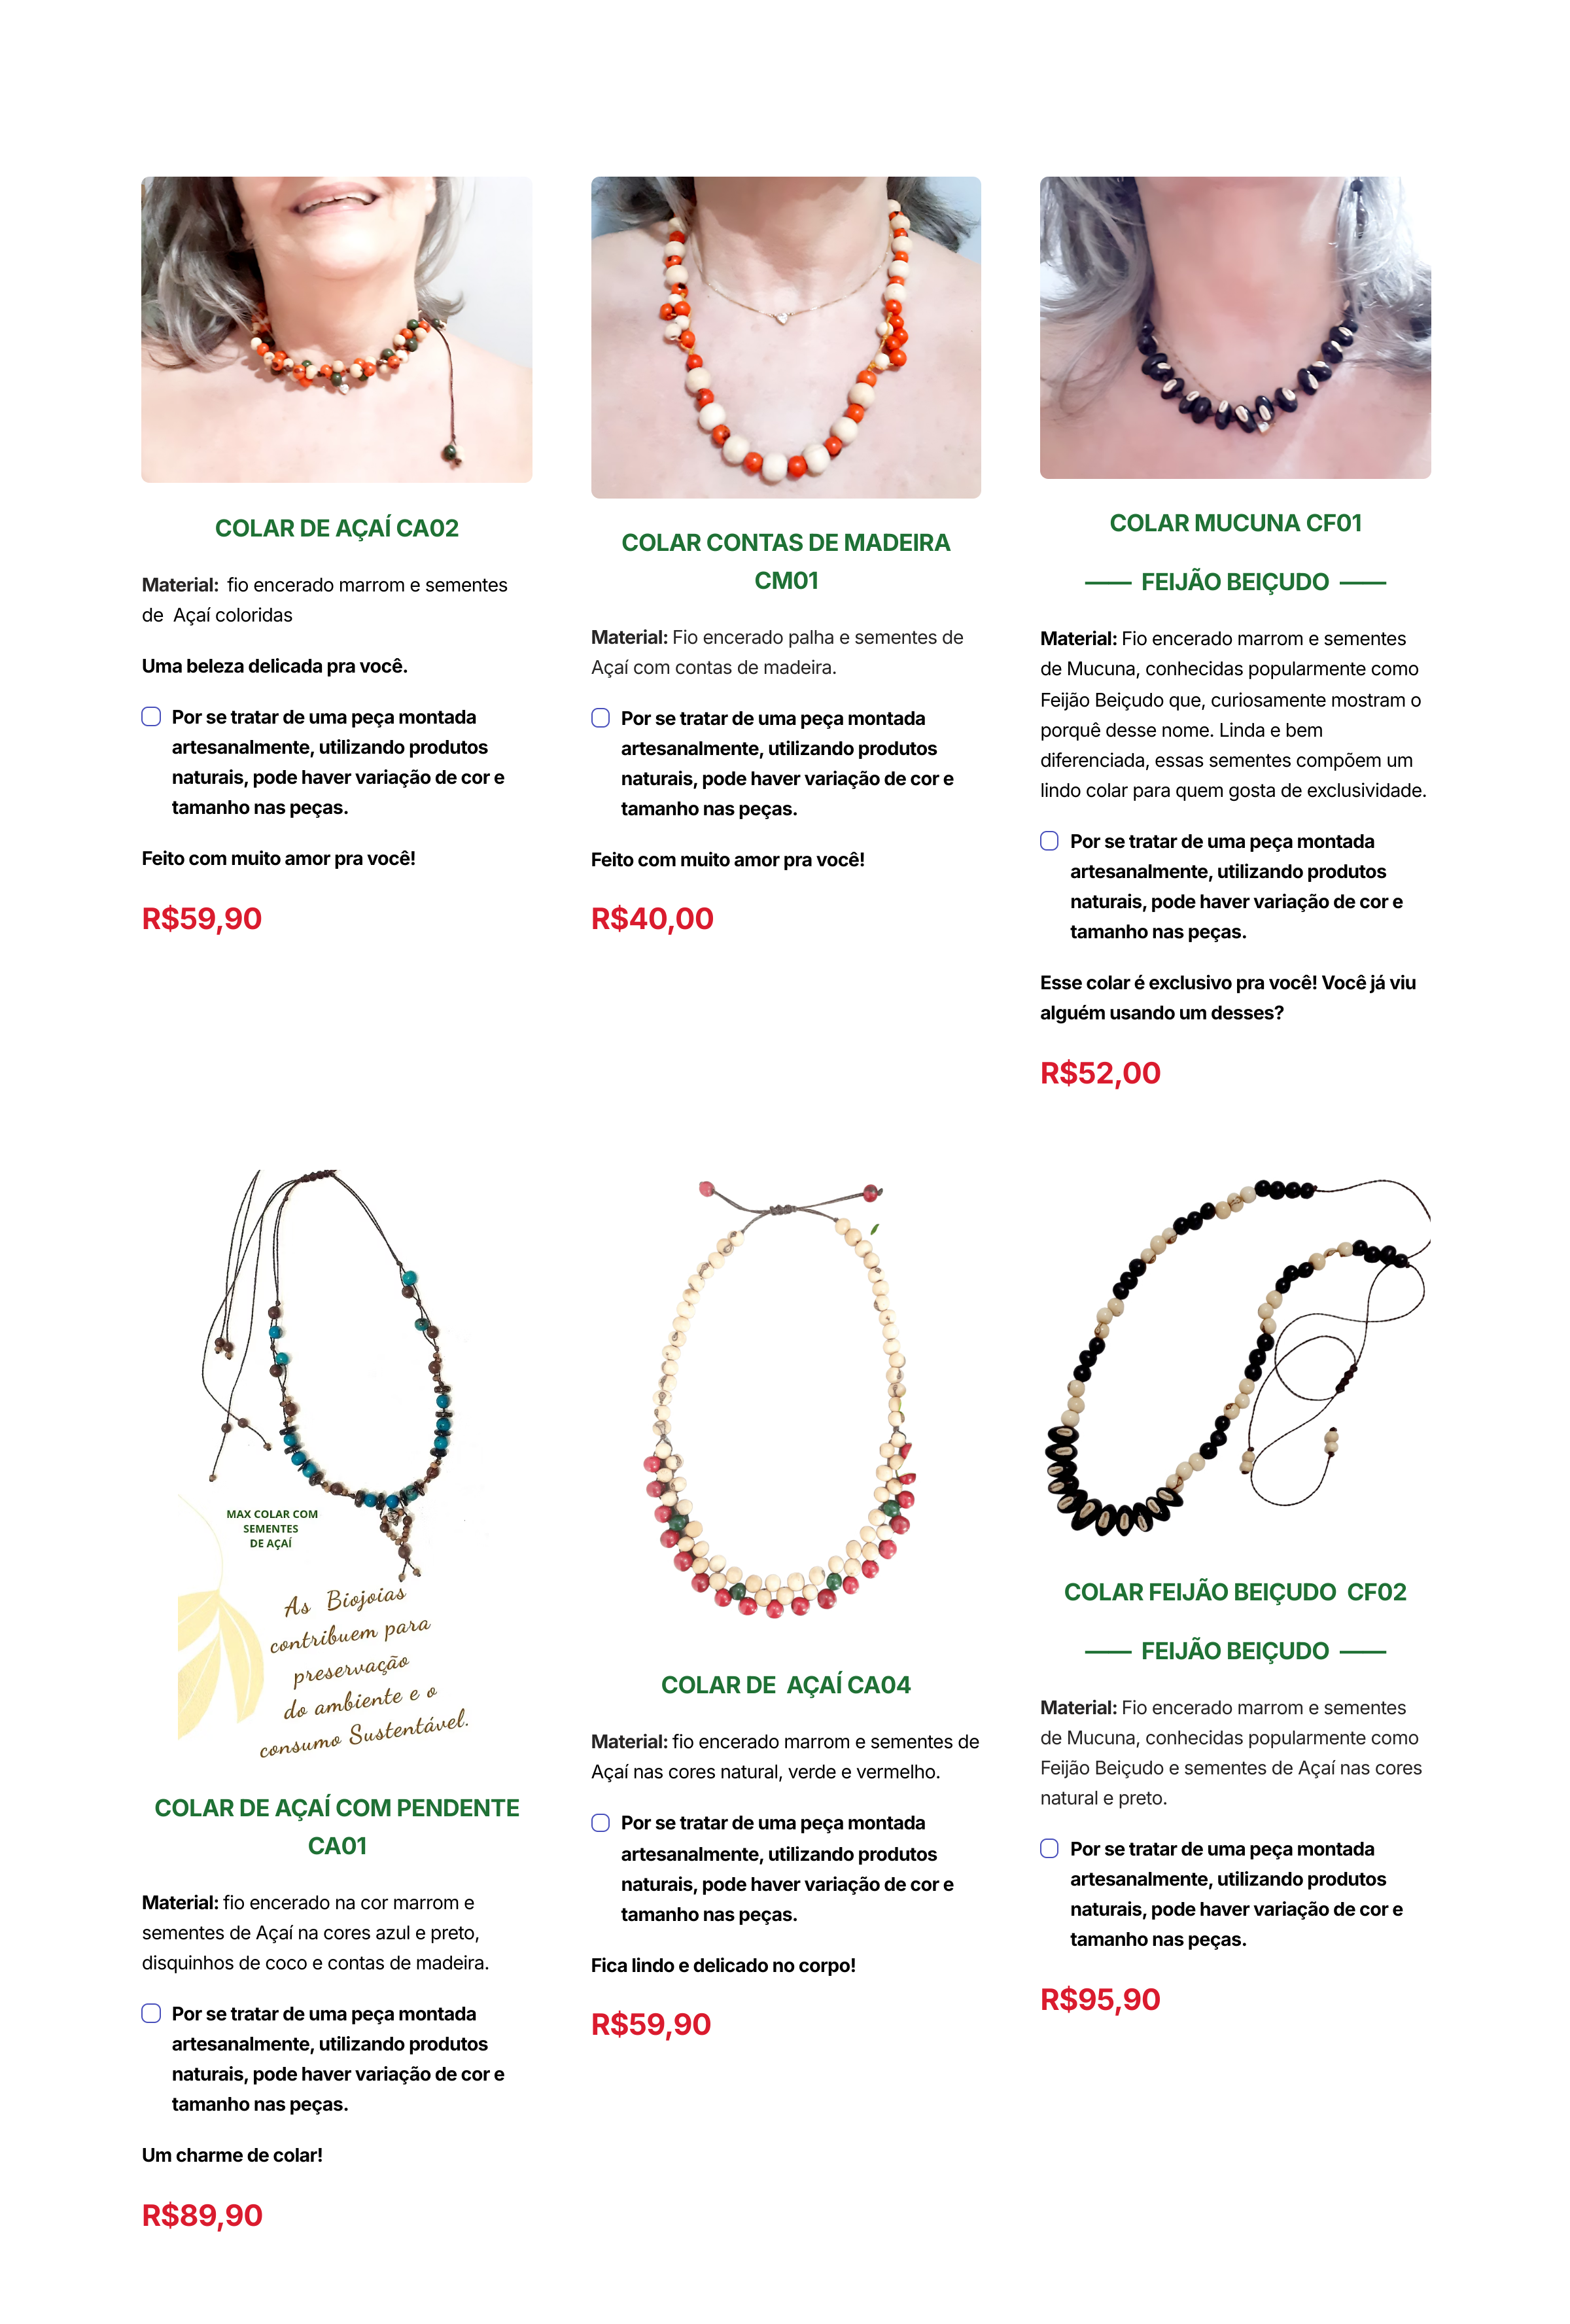 COLAR DE AÇAÍ CA02
Material:  fio encerado marrom e sementes
de  Açaí coloridas
Uma beleza delicada pra você.
Por se tratar de uma peça montada
artesanalmente, utilizando produtos
naturais, pode haver variação de cor e
tamanho nas peças.
Feito com muito amor pra você!
R$59,90
COLAR CONTAS DE MADEIRA
CM01
Material: Fio encerado palha e sementes de
Açaí com contas de madeira.
Por se tratar de uma peça montada
artesanalmente, utilizando produtos
naturais, pode haver variação de cor e
tamanho nas peças.
Feito com muito amor pra você!
R$40,00
COLAR MUCUNA CF01
FEIJÃO BEIÇUDO
Material: Fio encerado marrom e sementes
de Mucuna, conhecidas popularmente como
Feijão Beiçudo que, curiosamente mostram o
porquê desse nome. Linda e bem
diferenciada, essas sementes compõem um
lindo colar para quem gosta de exclusividade.
Por se tratar de uma peça montada
artesanalmente, utilizando produtos
naturais, pode haver variação de cor e
tamanho nas peças.
Esse colar é exclusivo pra você! Você já viu
alguém usando um desses?
R$52,00
MAX COLAR COM
SEMENTES
DE AÇAÍ
As Biojoias
contribuem para
preservação
do ambiente e o
consumo Sustentável.
COLAR DE AÇAÍ COM PENDENTE
CA01
Material: fio encerado na cor marrom e
sementes de Açaí na cores azul e preto,
disquinhos de coco e contas de madeira.
Por se tratar de uma peça montada
artesanalmente, utilizando produtos
naturais, pode haver variação de cor e
tamanho nas peças.
Um charme de colar!
R$89,90
COLAR DE  AÇAÍ CA04
Material: fio encerado marrom e sementes de
Açaí nas cores natural, verde e vermelho.
Por se tratar de uma peça montada
artesanalmente, utilizando produtos
naturais, pode haver variação de cor e
tamanho nas peças.
Fica lindo e delicado no corpo!
R$59,90
COLAR FEIJÃO BEIÇUDO  CF02
FEIJÃO BEIÇUDO
Material: Fio encerado marrom e sementes
de Mucuna, conhecidas popularmente como
Feijão Beiçudo e sementes de Açaí nas cores
natural e preto.
Por se tratar de uma peça montada
artesanalmente, utilizando produtos
naturais, pode haver variação de cor e
tamanho nas peças.
R$95,90